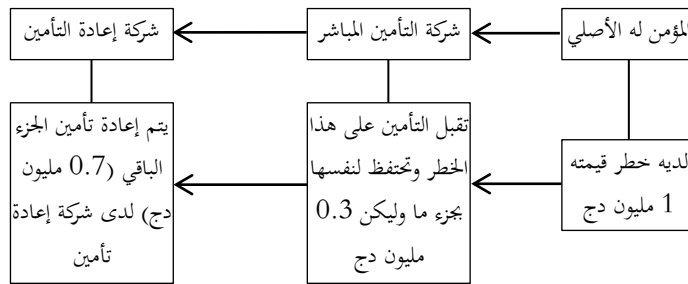 المؤمن له الأصلي
شركة التأمين المباشر
شركة إعادة التأمين
لديه خطر قيمته
1 مليون دج
تقبل التأمين على هذا
الخطر وتحتفظ لنفسها
بجزء ما وليكن 0.3
مليون دج
يتم إعادة تأمين الجزء
الباقي (0.7 مليون
دج) لدى شركة إعادة
تأمين